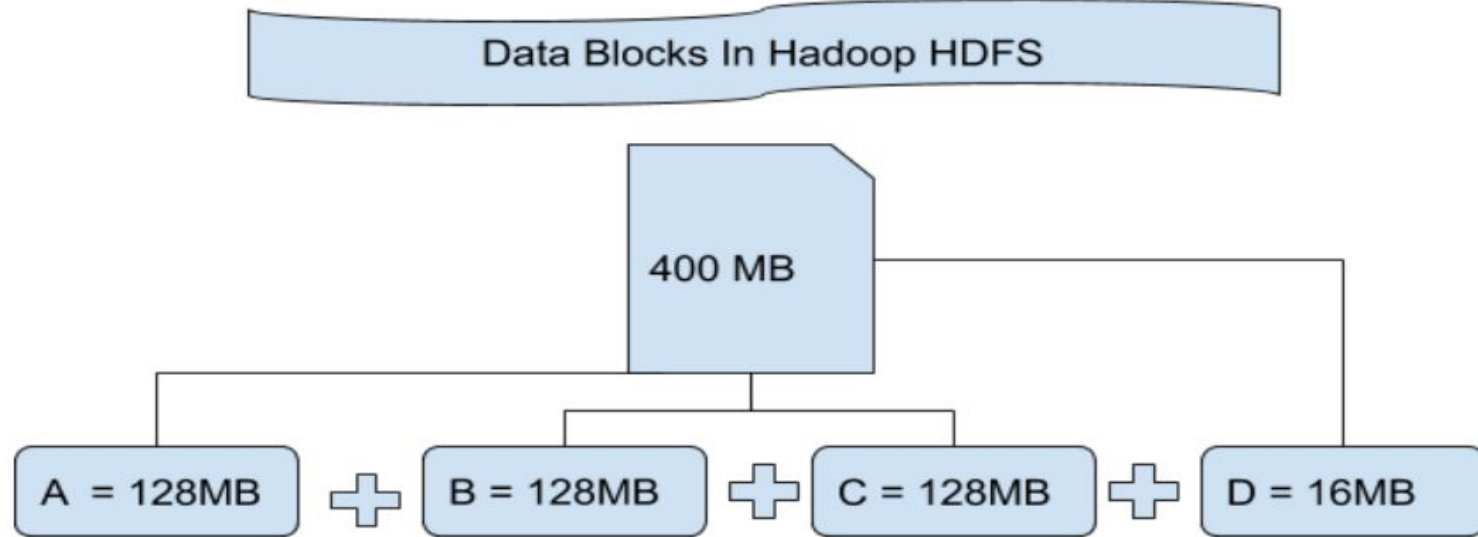 Data Blocks In Hadoop HDFS
400 MB
A = 128MB
B = 128MB
C = 128MB
D = 16MB